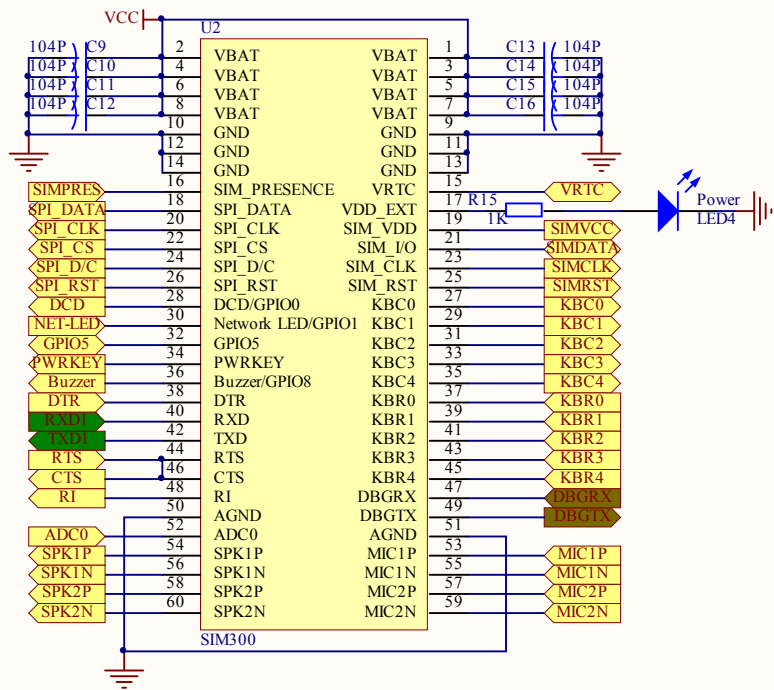 VCC
U2
104P C9 2 VBAT VBAT 1 C13 104P
104P C10 4 VBAT VBAT 3 C14 104P
104P C11 6 VBAT VBAT 5 C15 104P
104P C12 8 VBAT VBAT 7 C16 104P
10 GND GND 9
12 GND GND 11
14 GND GND 13
SIMPRES 16 SIM_PRESENCE VRTC 15 VRTC
SPI_DATA 18 SPI_DATA VDD_EXT 17 R15 1K Power LED4
SPI_CLK 20 SPI_CLK SIM_VDD 19 SIMVCC
SPI_CS 22 SPI_CS SIM_I/O 21 SIMDATA
SPI_D/C 24 SPI_D/C SIM_CLK 23 SIMCLK
SPI_RST 26 SPI_RST SIM_RST 25 SIMRST
DCD 28 DCD/GPIO0 KBC0 27 KBC0
NET-LED 30 Network LED/GPIO1 KBC1 29 KBC1
GPIO5 32 GPIO5 KBC2 31 KBC2
PWRKEY 34 PWRKEY KBC3 33 KBC3
Buzzer 36 Buzzer/GPIO8 KBC4 35 KBC4
DTR 38 DTR KBR0 37 KBR0
RXD1 40 RXD KBR1 39 KBR1
TXD1 42 TXD KBR2 41 KBR2
RTS 44 RTS KBR3 43 KBR3
CTS 46 CTS KBR4 45 KBR4
RI 48 RI DBGRX 47 DBGRX
50 AGND DBGTX 49 DBGTX
ADC0 52 ADC0 AGND 51
SPK1P 54 SPK1P MIC1P 53 MIC1P
SPK1N 56 SPK1N MIC1N 55 MIC1N
SPK2P 58 SPK2P MIC2P 57 MIC2P
SPK2N 60 SPK2N MIC2N 59 MIC2N
SIM300